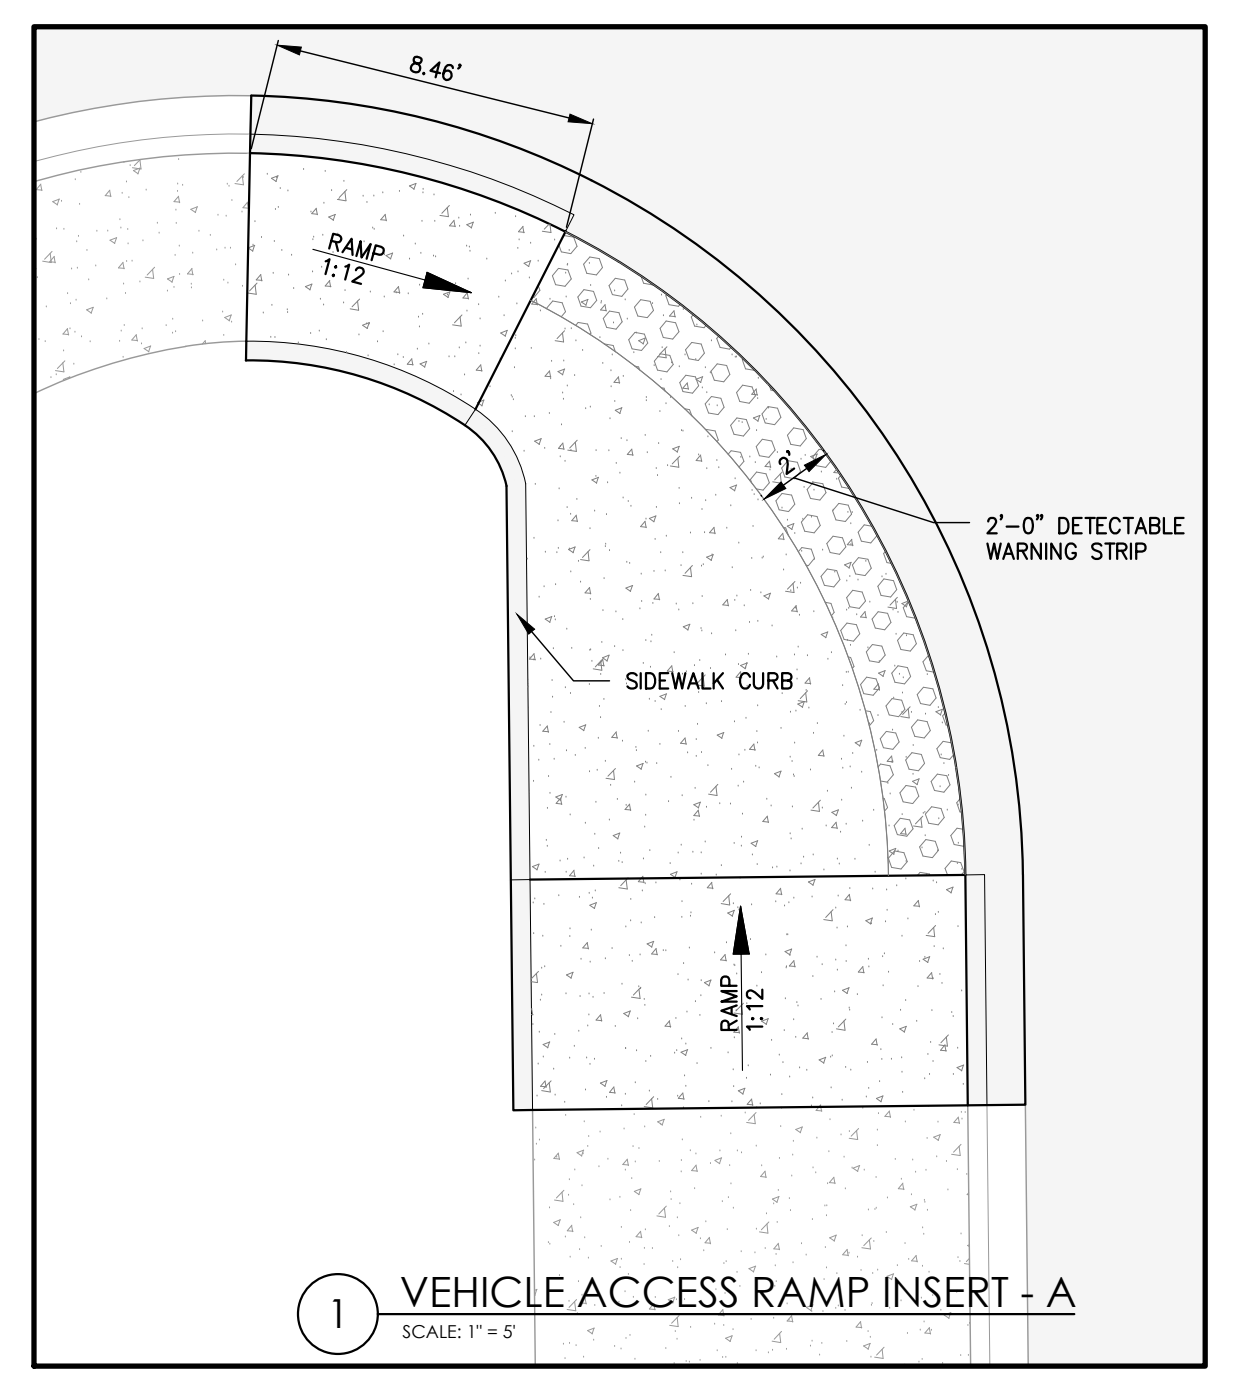 8.46'
RAMP
1:12
2'
2'-0" DETECTABLE
WARNING STRIP
SIDEWALK CURB
RAMP
1:12
1
VEHICLE ACCESS RAMP INSERT - A
SCALE: 1" = 5'